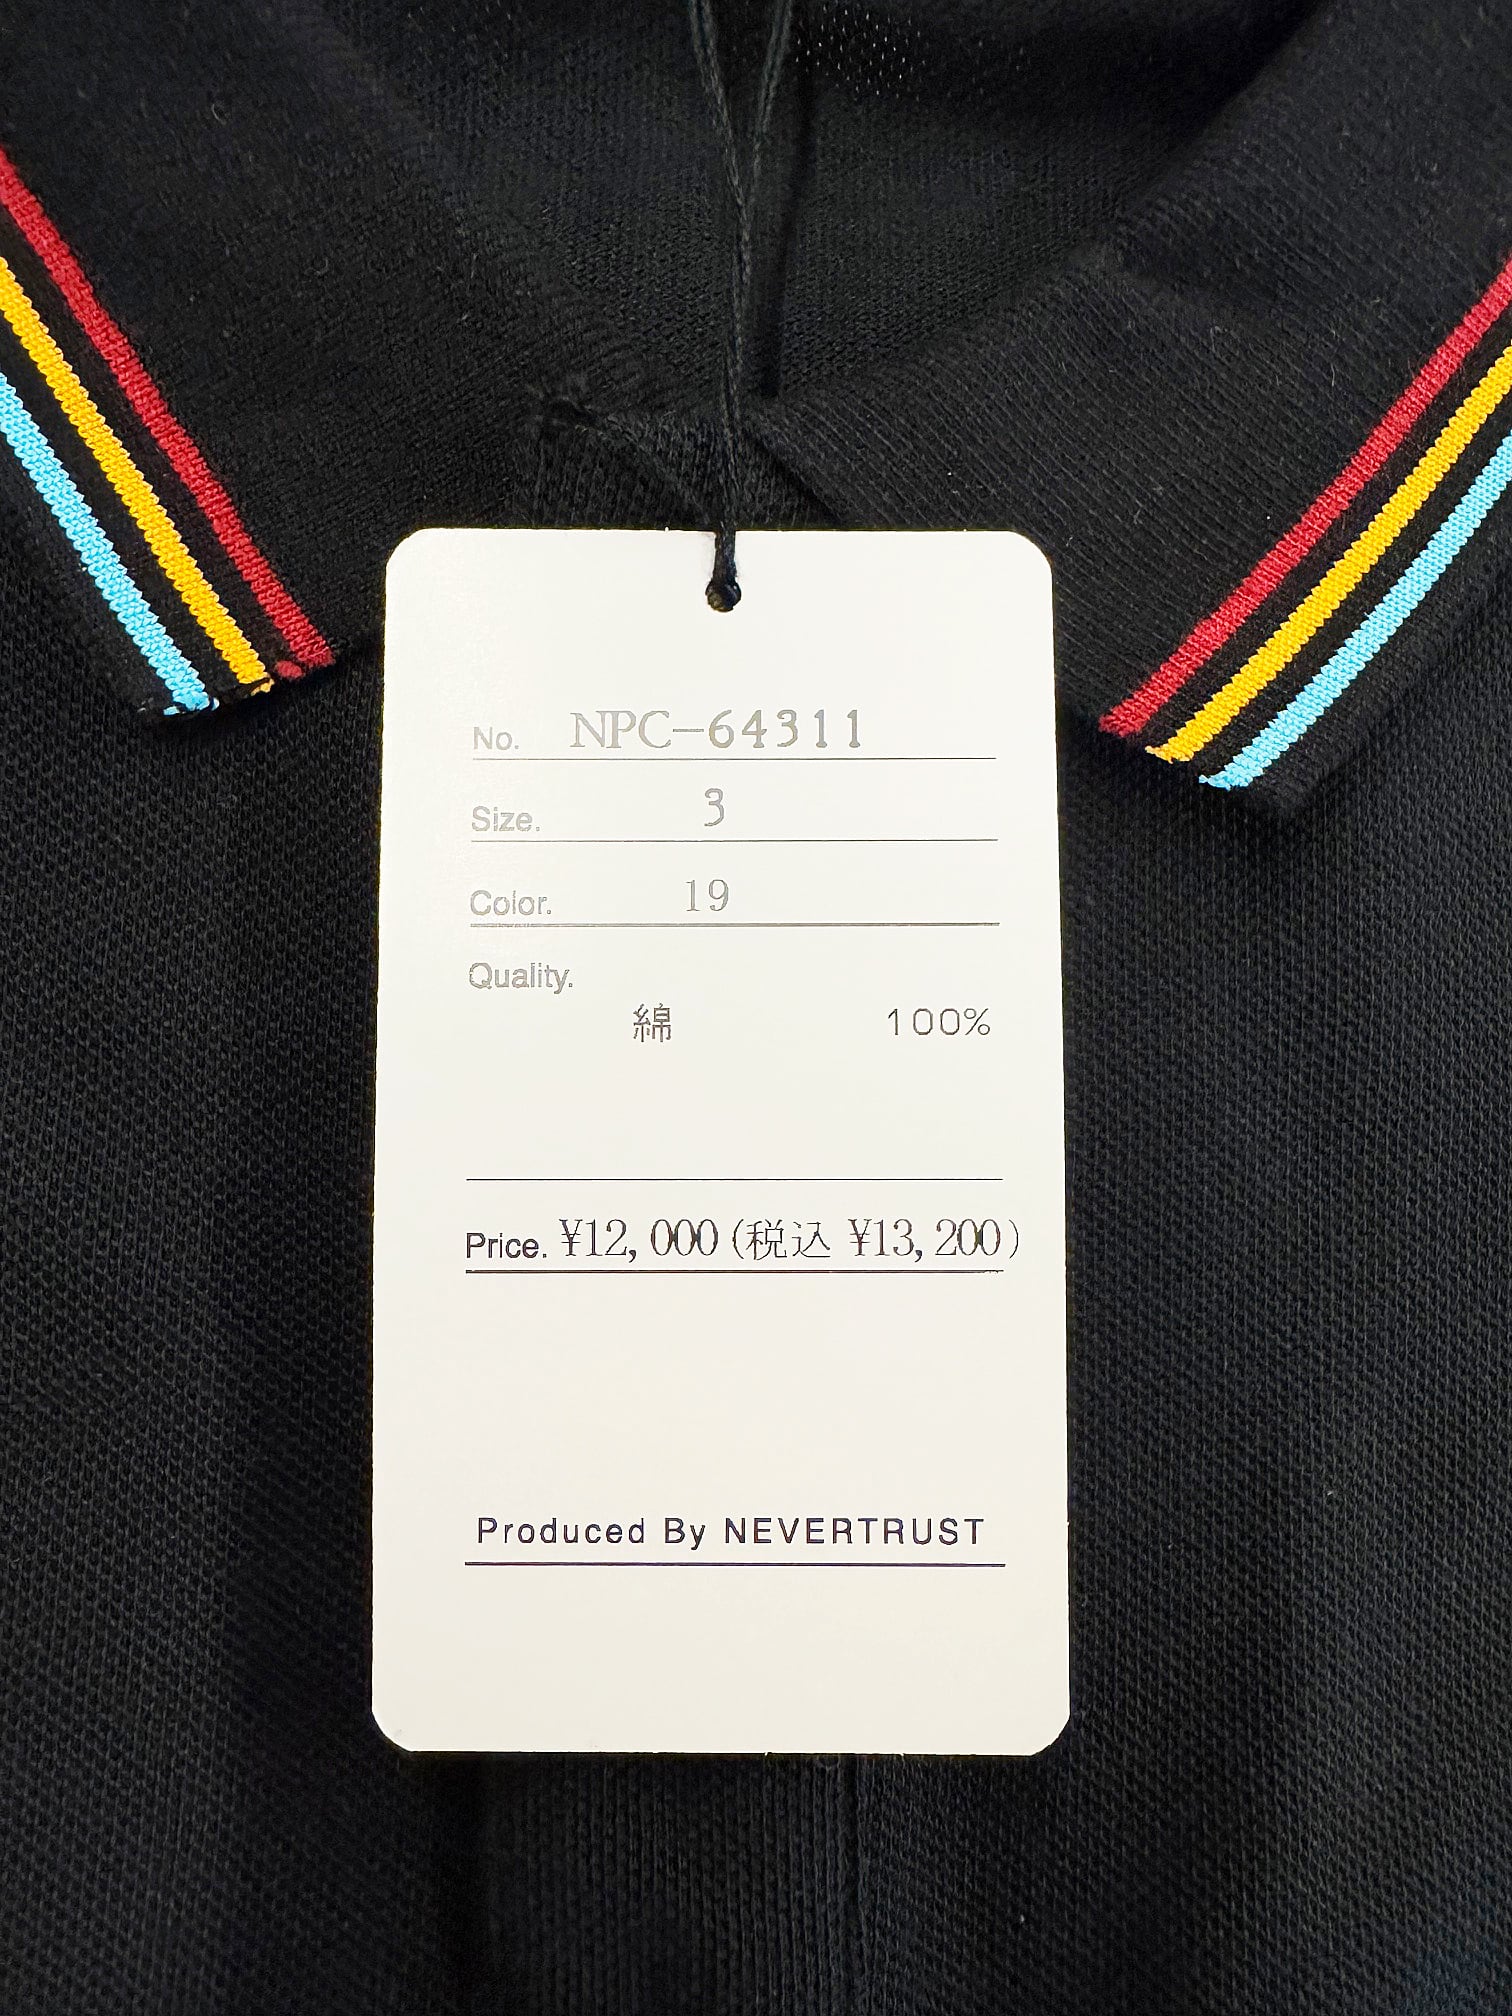 No. NPC-64311
Size. 3
Color. 19
Quality.
綿 100%
Price. ¥12,000(税込 ¥13,200)
Produced By NEVERTRUST